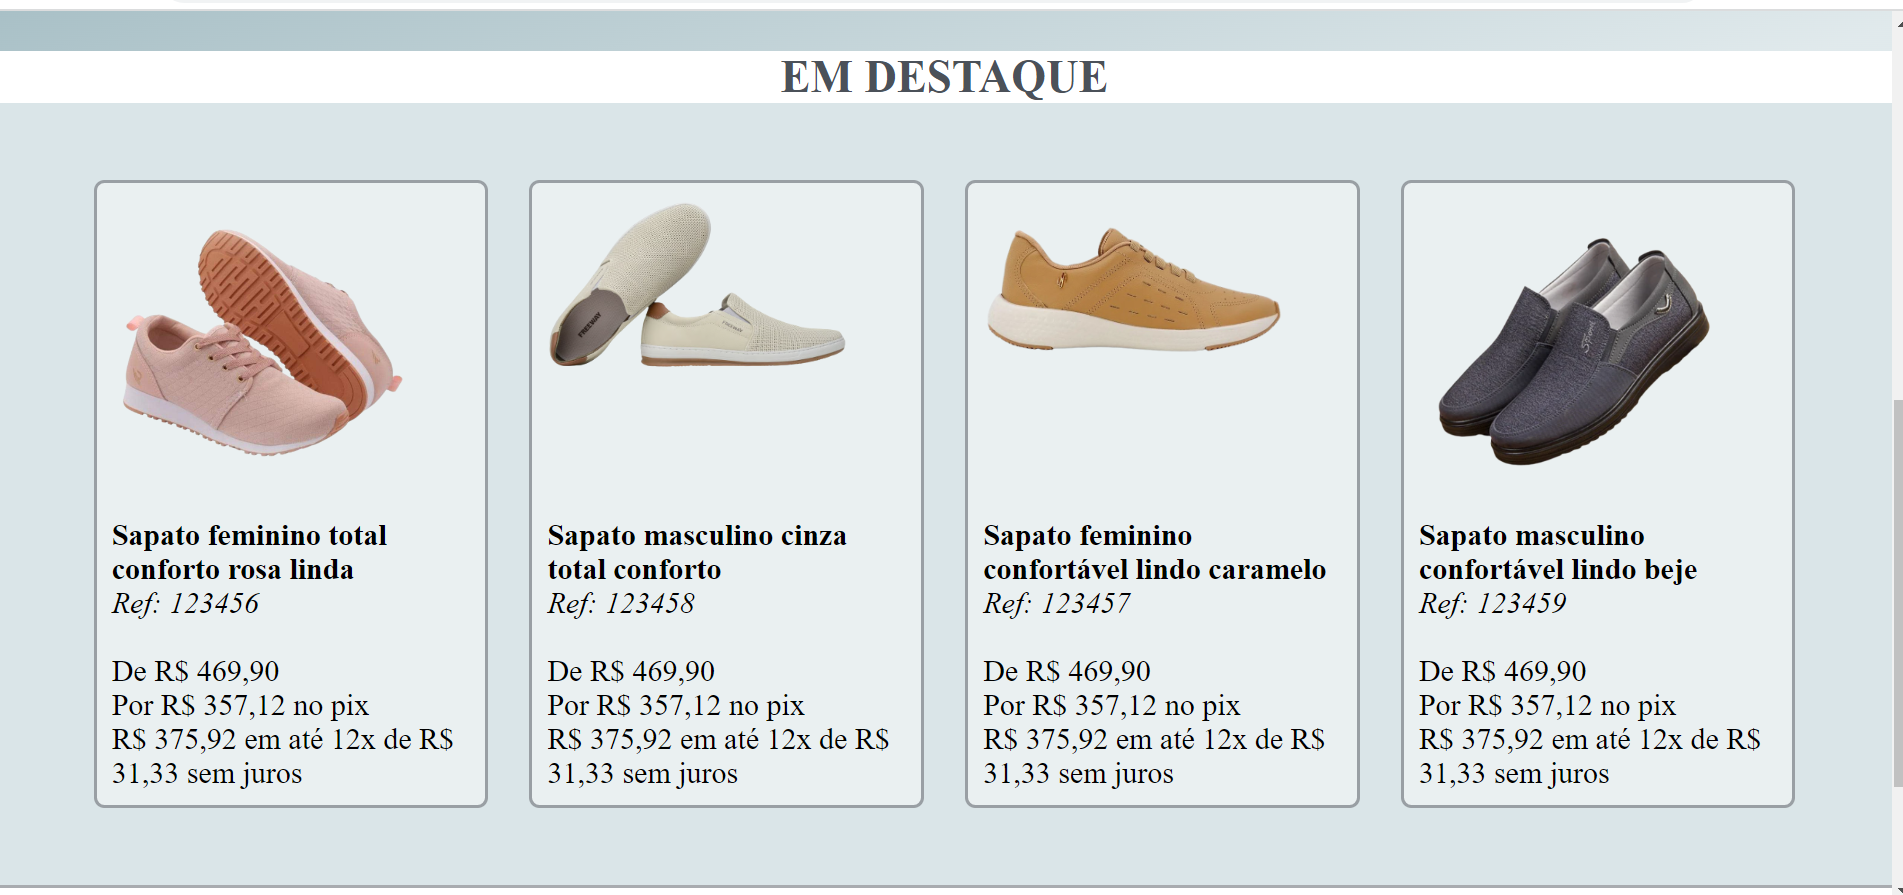 EM DESTAQUE
FREEWAY
FREEWAY
Sapato feminino total
conforto rosa linda
Ref: 123456
De R$ 469,90
Por R$ 357,12 no pix
R$ 375,92 em até 12x de R$
31,33 sem juros
Sapato masculino cinza
total conforto
Ref: 123458
De R$ 469,90
Por R$ 357,12 no pix
R$ 375,92 em até 12x de R$
31,33 sem juros
Sapato feminino
confortável lindo caramelo
Ref: 123457
De R$ 469,90
Por R$ 357,12 no pix
R$ 375,92 em até 12x de R$
31,33 sem juros
Sapato masculino
confortável lindo beje
Ref: 123459
De R$ 469,90
Por R$ 357,12 no pix
R$ 375,92 em até 12x de R$
31,33 sem juros